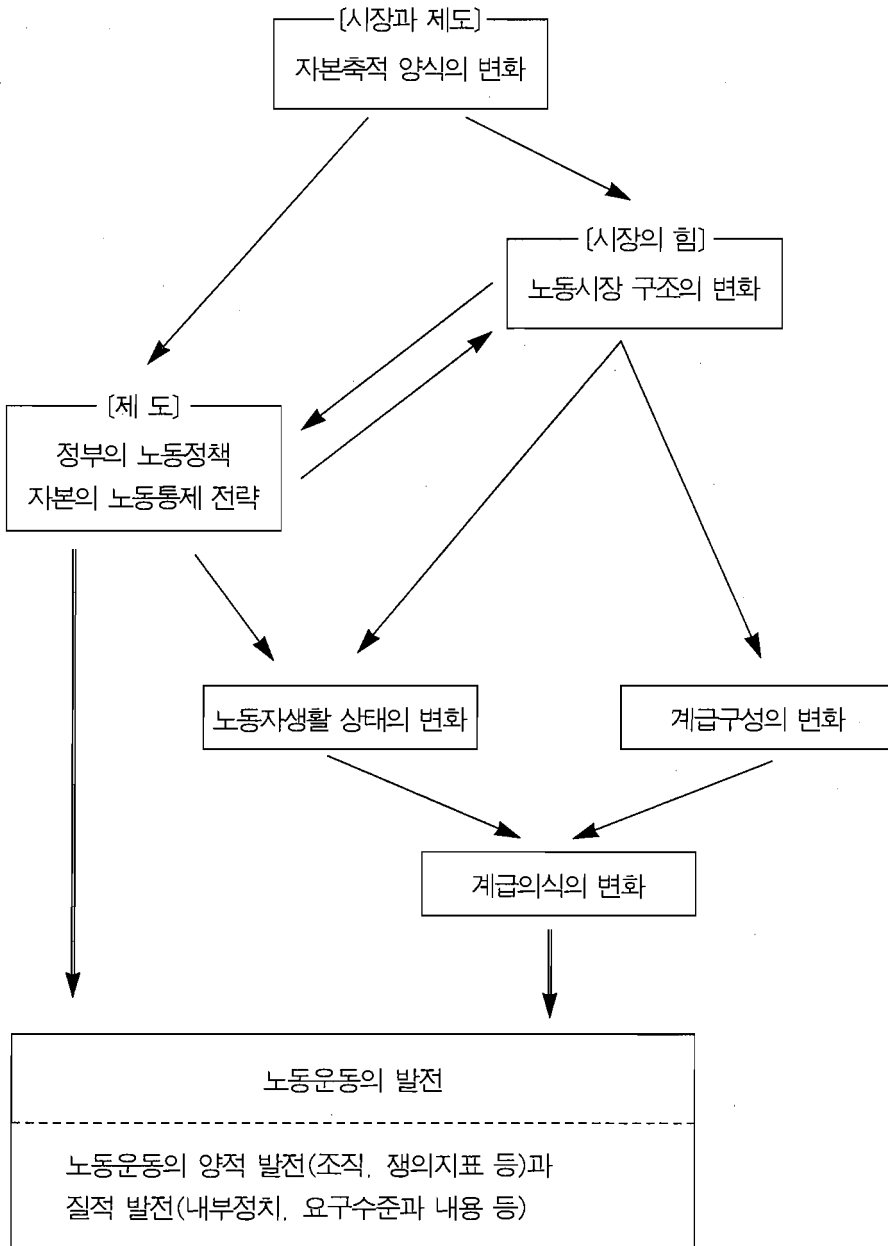 [시장과 제도]
자본축적 양식의 변화
[시장의 힘]
노동시장 구조의 변화
[제 도]
정부의 노동정책
자본의 노동통제 전략
노동자생활 상태의 변화
계급구성의 변화
계급의식의 변화
노동운동의 발전
노동운동의 양적 발전(조직, 쟁의지표 등)과
질적 발전(내부정치, 요구수준과 내용 등)